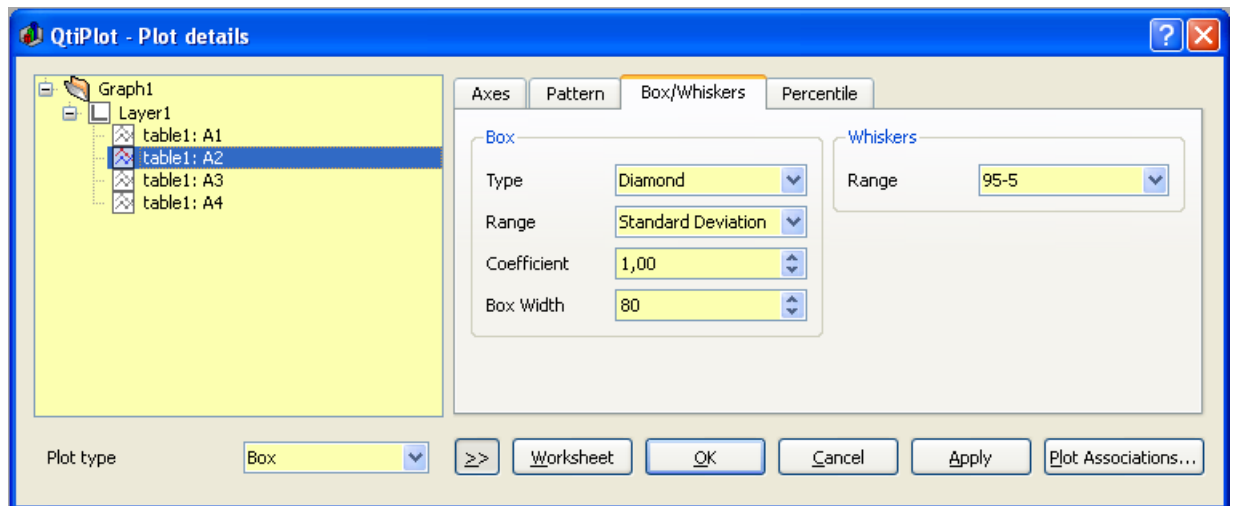 QtiPlot - Plot details
Graph1
Layer1
table1: A1
table1: A2
table1: A3
table1: A4
Axes Pattern Box/Whiskers Percentile
Box
Type Diamond
Range Standard Deviation
Coefficient 1,00
Box Width 80
Whiskers
Range 95-5
Plot type Box >> Worksheet OK Cancel Apply Plot Associations...